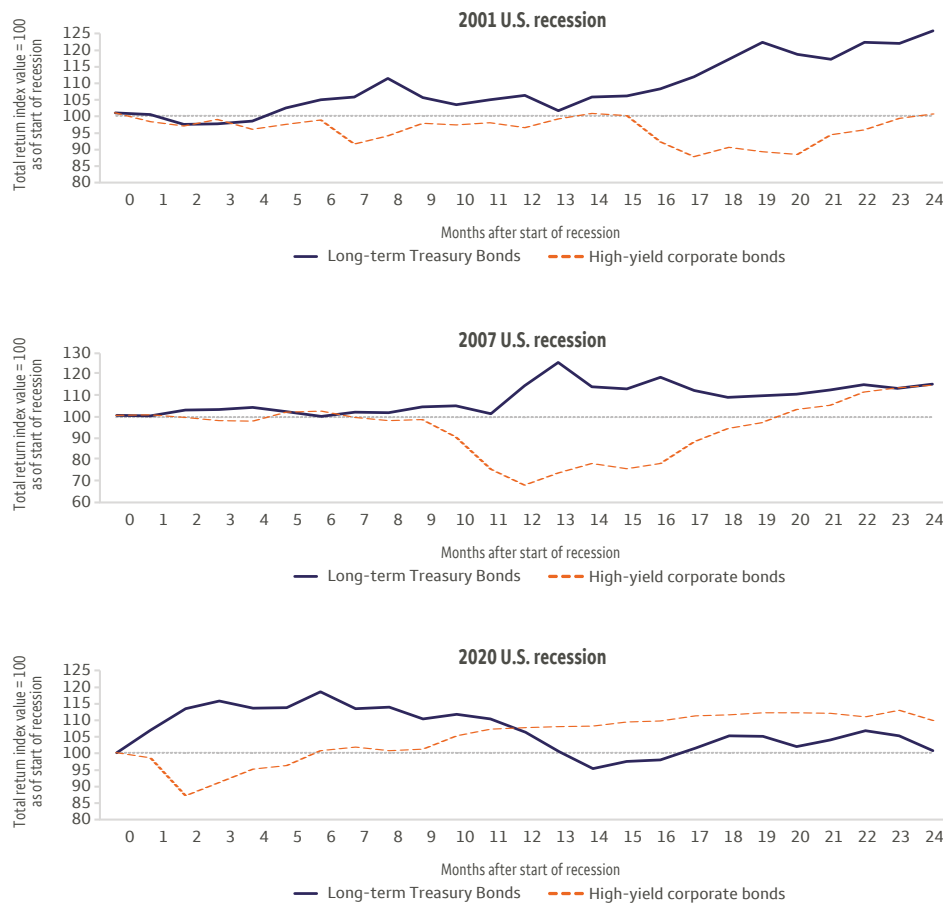 2001 U.S. recession
Total return index value = 100
as of start of recession
125
120
115
110
105
100
95
90
85
80
0 1 2 3 4 5 6 7 8 9 10 11 12 13 14 15 16 17 18 19 20 21 22 23 24
Months after start of recession
Long-term Treasury Bonds High-yield corporate bonds
2007 U.S. recession
Total return index value = 100
as of start of recession
130
120
110
100
90
80
70
60
0 1 2 3 4 5 6 7 8 9 10 11 12 13 14 15 16 17 18 19 20 21 22 23 24
Months after start of recession
Long-term Treasury Bonds High-yield corporate bonds
2020 U.S. recession
Total return index value = 100
as of start of recession
125
120
115
110
105
100
95
90
85
80
0 1 2 3 4 5 6 7 8 9 10 11 12 13 14 15 16 17 18 19 20 21 22 23 24
Months after start of recession
Long-term Treasury Bonds High-yield corporate bonds